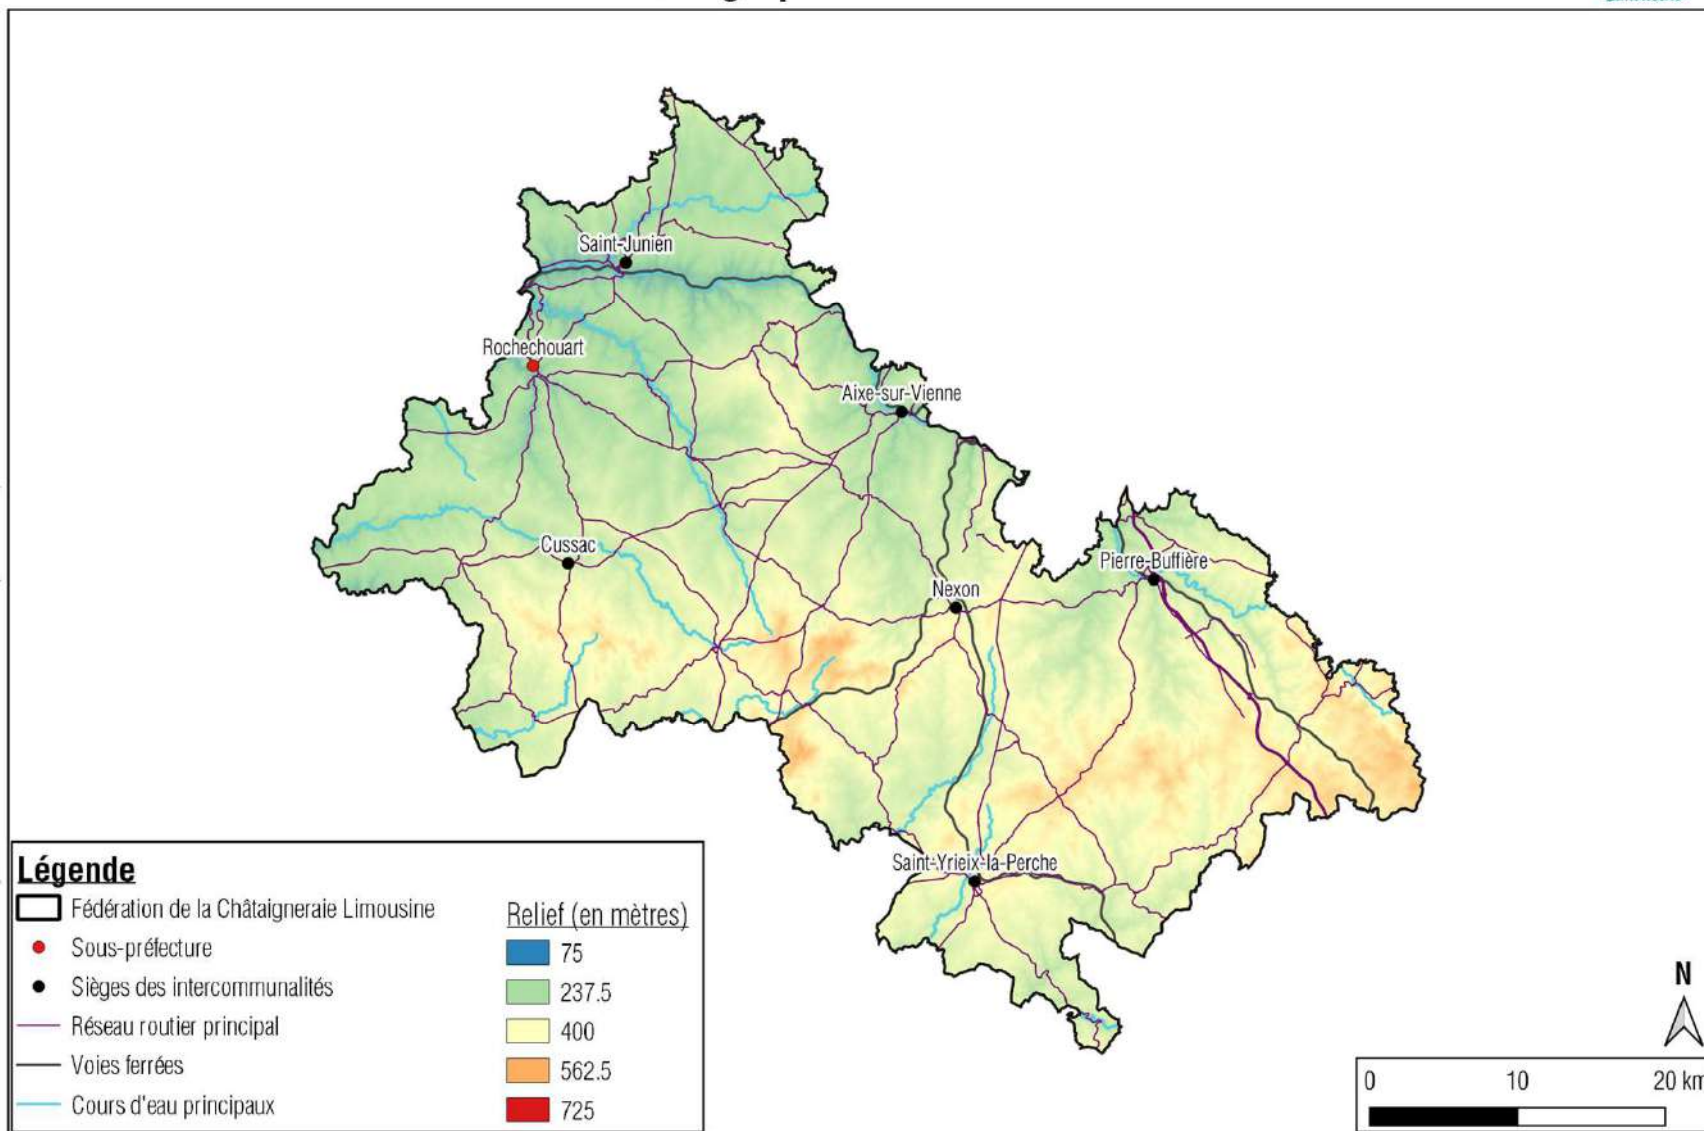 Saint-Junien
Rochechouart
Aixe-sur-Vienne
Cussac
Pierre-Buffière
Nexon
Saint-Yrieix-la-Perche
Légende
Fédération de la Châtaigneraie Limousine
Sous-préfecture
Sièges des intercommunalités
Réseau routier principal
Voies ferrées
Cours d'eau principaux
Relief (en mètres)
75
237.5
400
562.5
725
N
0 10 20 km